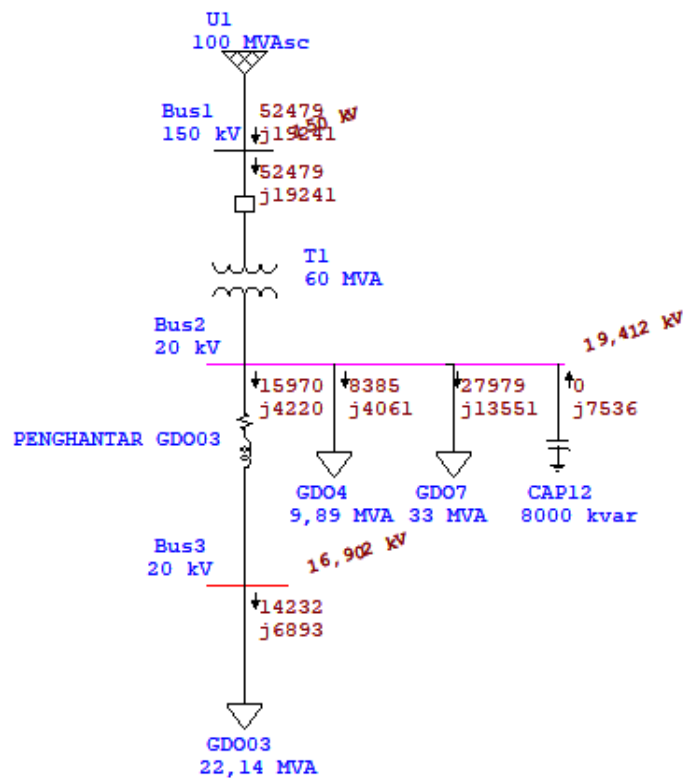 U1
100 MVAsc
Bus1
150 kV
52479
j19241
150 kV
52479
j19241
T1
60 MVA
Bus2
20 kV
19,412 kV
15970
j4220
8385
j4061
27979
j13551
0
j7536
PENGHANTAR GDO03
GDO4
9,89 MVA
GDO7
33 MVA
CAP12
8000 kvar
Bus3
20 kV
16,902 kV
14232
j6893
GDO03
22,14 MVA